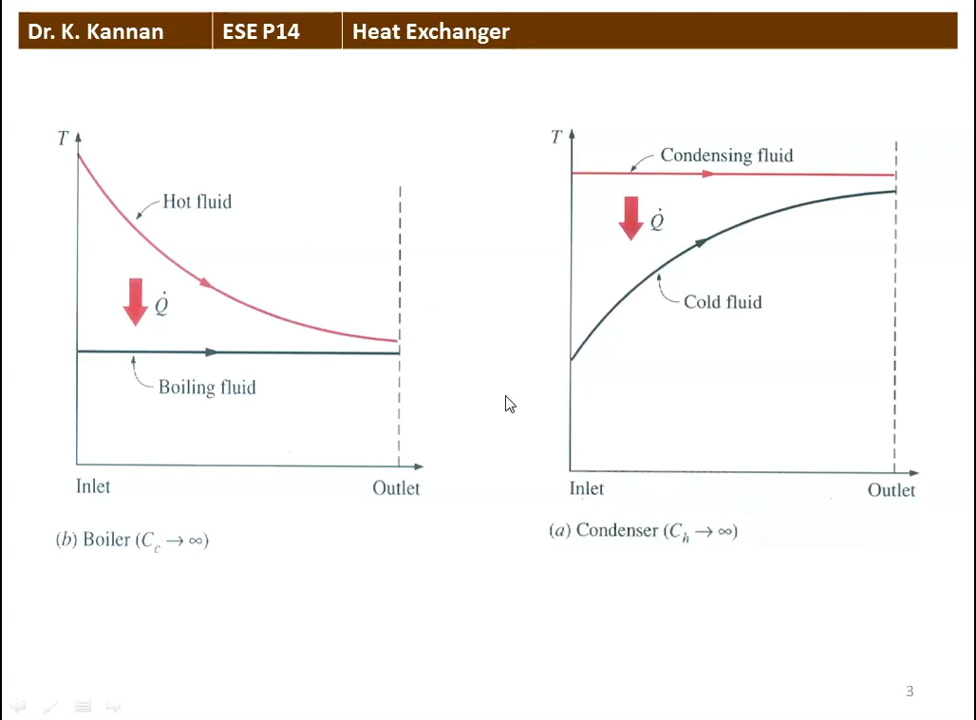 Dr. K. Kannan
ESE P14
Heat Exchanger
T
Hot fluid
Q̇
Boiling fluid
Inlet
Outlet
(b) Boiler (C_c → ∞)
T
Condensing fluid
Q̇
Cold fluid
Inlet
Outlet
(a) Condenser (C_h → ∞)
3